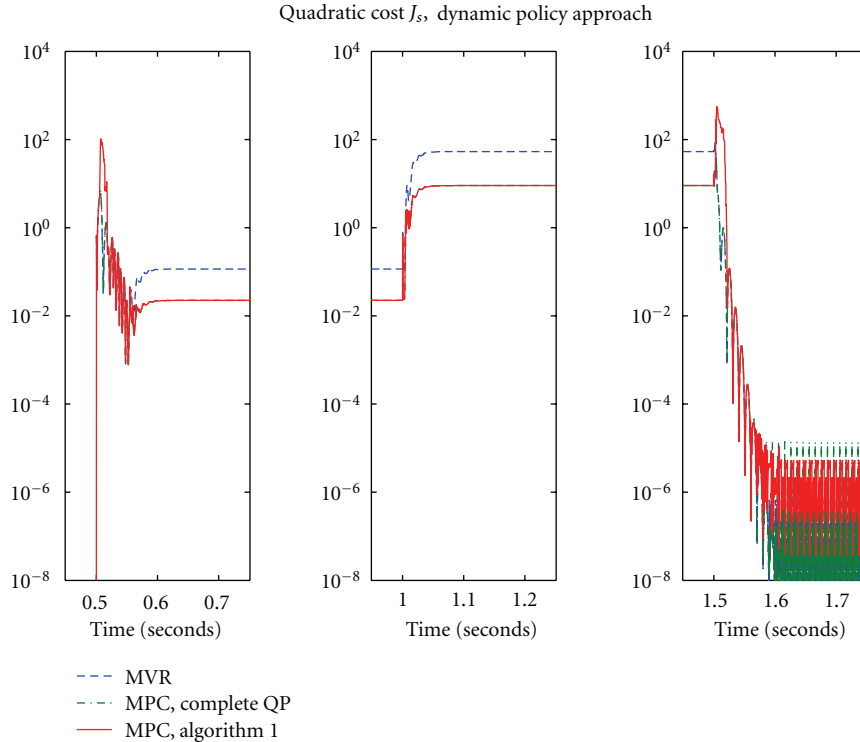 Quadratic cost Js, dynamic policy approach
10^4
10^2
10^0
10^−2
10^−4
10^−6
10^−8
0.5 0.6 0.7
Time (seconds)
10^4
10^2
10^0
10^−2
10^−4
10^−6
10^−8
1 1.1 1.2
Time (seconds)
10^4
10^2
10^0
10^−2
10^−4
10^−6
10^−8
1.5 1.6 1.7
Time (seconds)
MVR
MPC, complete QP
MPC, algorithm 1